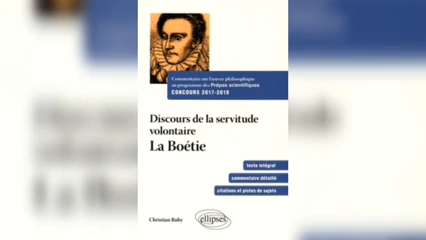 Commentaire sur l'œuvre philosophique
au programme des Prépas scientifiques
CONCOURS 2017-2018
Discours de la servitude
volontaire
La Boétie
texte intégral
commentaire détaillé
citations et pistes de sujets
Christian Ruby
ellipses